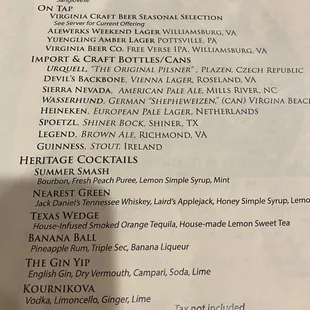 Sangiovese
On Tap
Virginia Craft Beer Seasonal Selection
See Server for Current Offering
Alewerks Weekend Lager Williamsburg, VA
Yuengling Amber Lager Pottsville, PA
Virginia Beer Co. Free Verse IPA, Williamsburg, VA
Import & Craft Bottles/Cans
Urquell, "The Original Pilsner", Plazen, Czech Republic
Devil's Backbone, Vienna Lager, Roseland, VA
Sierra Nevada, American Pale Ale, Mills River, NC
Wasserhund, German "Shepheweizen," (can) Virgina Beac
Heineken, European Pale Lager, Netherlands
Spoetzl, Shiner Bock, Shiner, TX
Legend, Brown Ale, Richmond, VA
Guinness, Stout, Ireland
Heritage Cocktails
Summer Smash
Bourbon, Fresh Peach Puree, Lemon Simple Syrup, Mint
Nearest Green
Jack Daniel's Tennessee Whiskey, Laird's Applejack, Honey Simple Syrup, Lemo
Texas Wedge
House-Infused Smoked Orange Tequila, House-made Lemon Sweet Tea
Banana Ball
Pineapple Rum, Triple Sec, Banana Liqueur
The Gin Yip
English Gin, Dry Vermouth, Campari, Soda, Lime
Kournikova
Vodka, Limoncello, Ginger, Lime
Tax not included